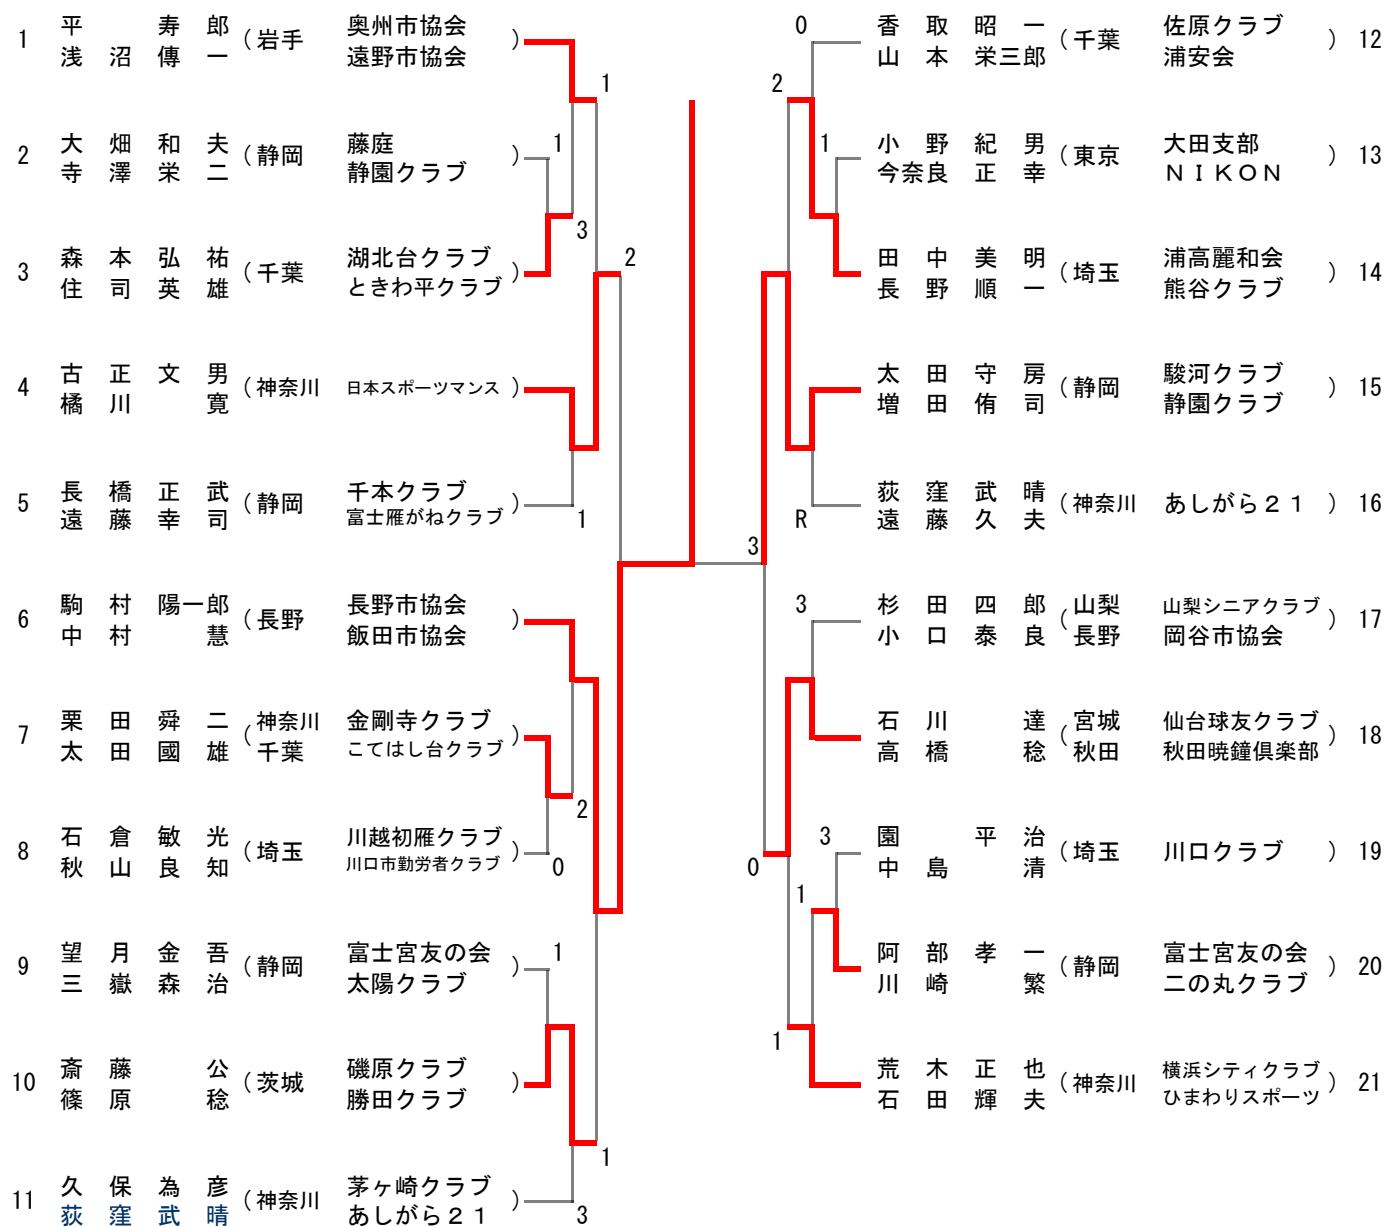 1 平 寿 郎 (岩手 奥州市協会 )
浅 沼 傳 一 遠野市協会
1
1
2 大 畑 和 夫 (静岡 藤庭 )
寺 澤 栄 二 静園クラブ
3
3 森 本 弘 祐 (千葉 湖北台クラブ )
住 司 英 雄 ときわ平クラブ
2
4 古 正 文 男 (神奈川 日本スポーツマンス )
橘 川 寛
5 長 橋 正 武 (静岡 千本クラブ )
遠 藤 幸 司 富士雁がねクラブ
1
6 駒 村 陽一郎 (長野 長野市協会 )
中 村 慧 飯田市協会
7 栗 田 舜 二 (神奈川 金剛寺クラブ )
太 田 國 雄 千葉 こてはし台クラブ
2
8 石 倉 敏 光 (埼玉 川越初雁クラブ )
秋 山 良 知 川口市勤労者クラブ
0
1
9 望 月 金 吾 (静岡 富士宮友の会 )
三 嶽 森 治 太陽クラブ
10 斎 藤 公 (茨城 磯原クラブ )
篠 原 稔 勝田クラブ
1
11 久 保 為 彦 (神奈川 茅ヶ崎クラブ )
荻 窪 武 晴 あしがら21
3
0
香 取 昭 一 (千葉 佐原クラブ ) 12
山 本 栄三郎 浦安会
2
1
小 野 紀 男 (東京 大田支部 ) 13
今奈良 正 幸 NIKON
田 中 美 明 (埼玉 浦高麗和会 ) 14
長 野 順 一 熊谷クラブ
太 田 守 房 (静岡 駿河クラブ ) 15
増 田 侑 司 静園クラブ
荻 窪 武 晴 (神奈川 あしがら21 ) 16
遠 藤 久 夫
R
3
3
杉 田 四 郎 (山梨 山梨シニアクラブ ) 17
小 口 泰 良 長野 岡谷市協会
石 川 達 (宮城 仙台球友クラブ ) 18
高 橋 稔 秋田 秋田暁鐘倶楽部
3
園 平 治 (埼玉 川口クラブ ) 19
中 島 清
0
1
阿 部 孝 一 (静岡 富士宮友の会 ) 20
川 崎 繁 二の丸クラブ
1
荒 木 正 也 (神奈川 横浜シティクラブ ) 21
石 田 輝 夫 ひまわりスポーツ